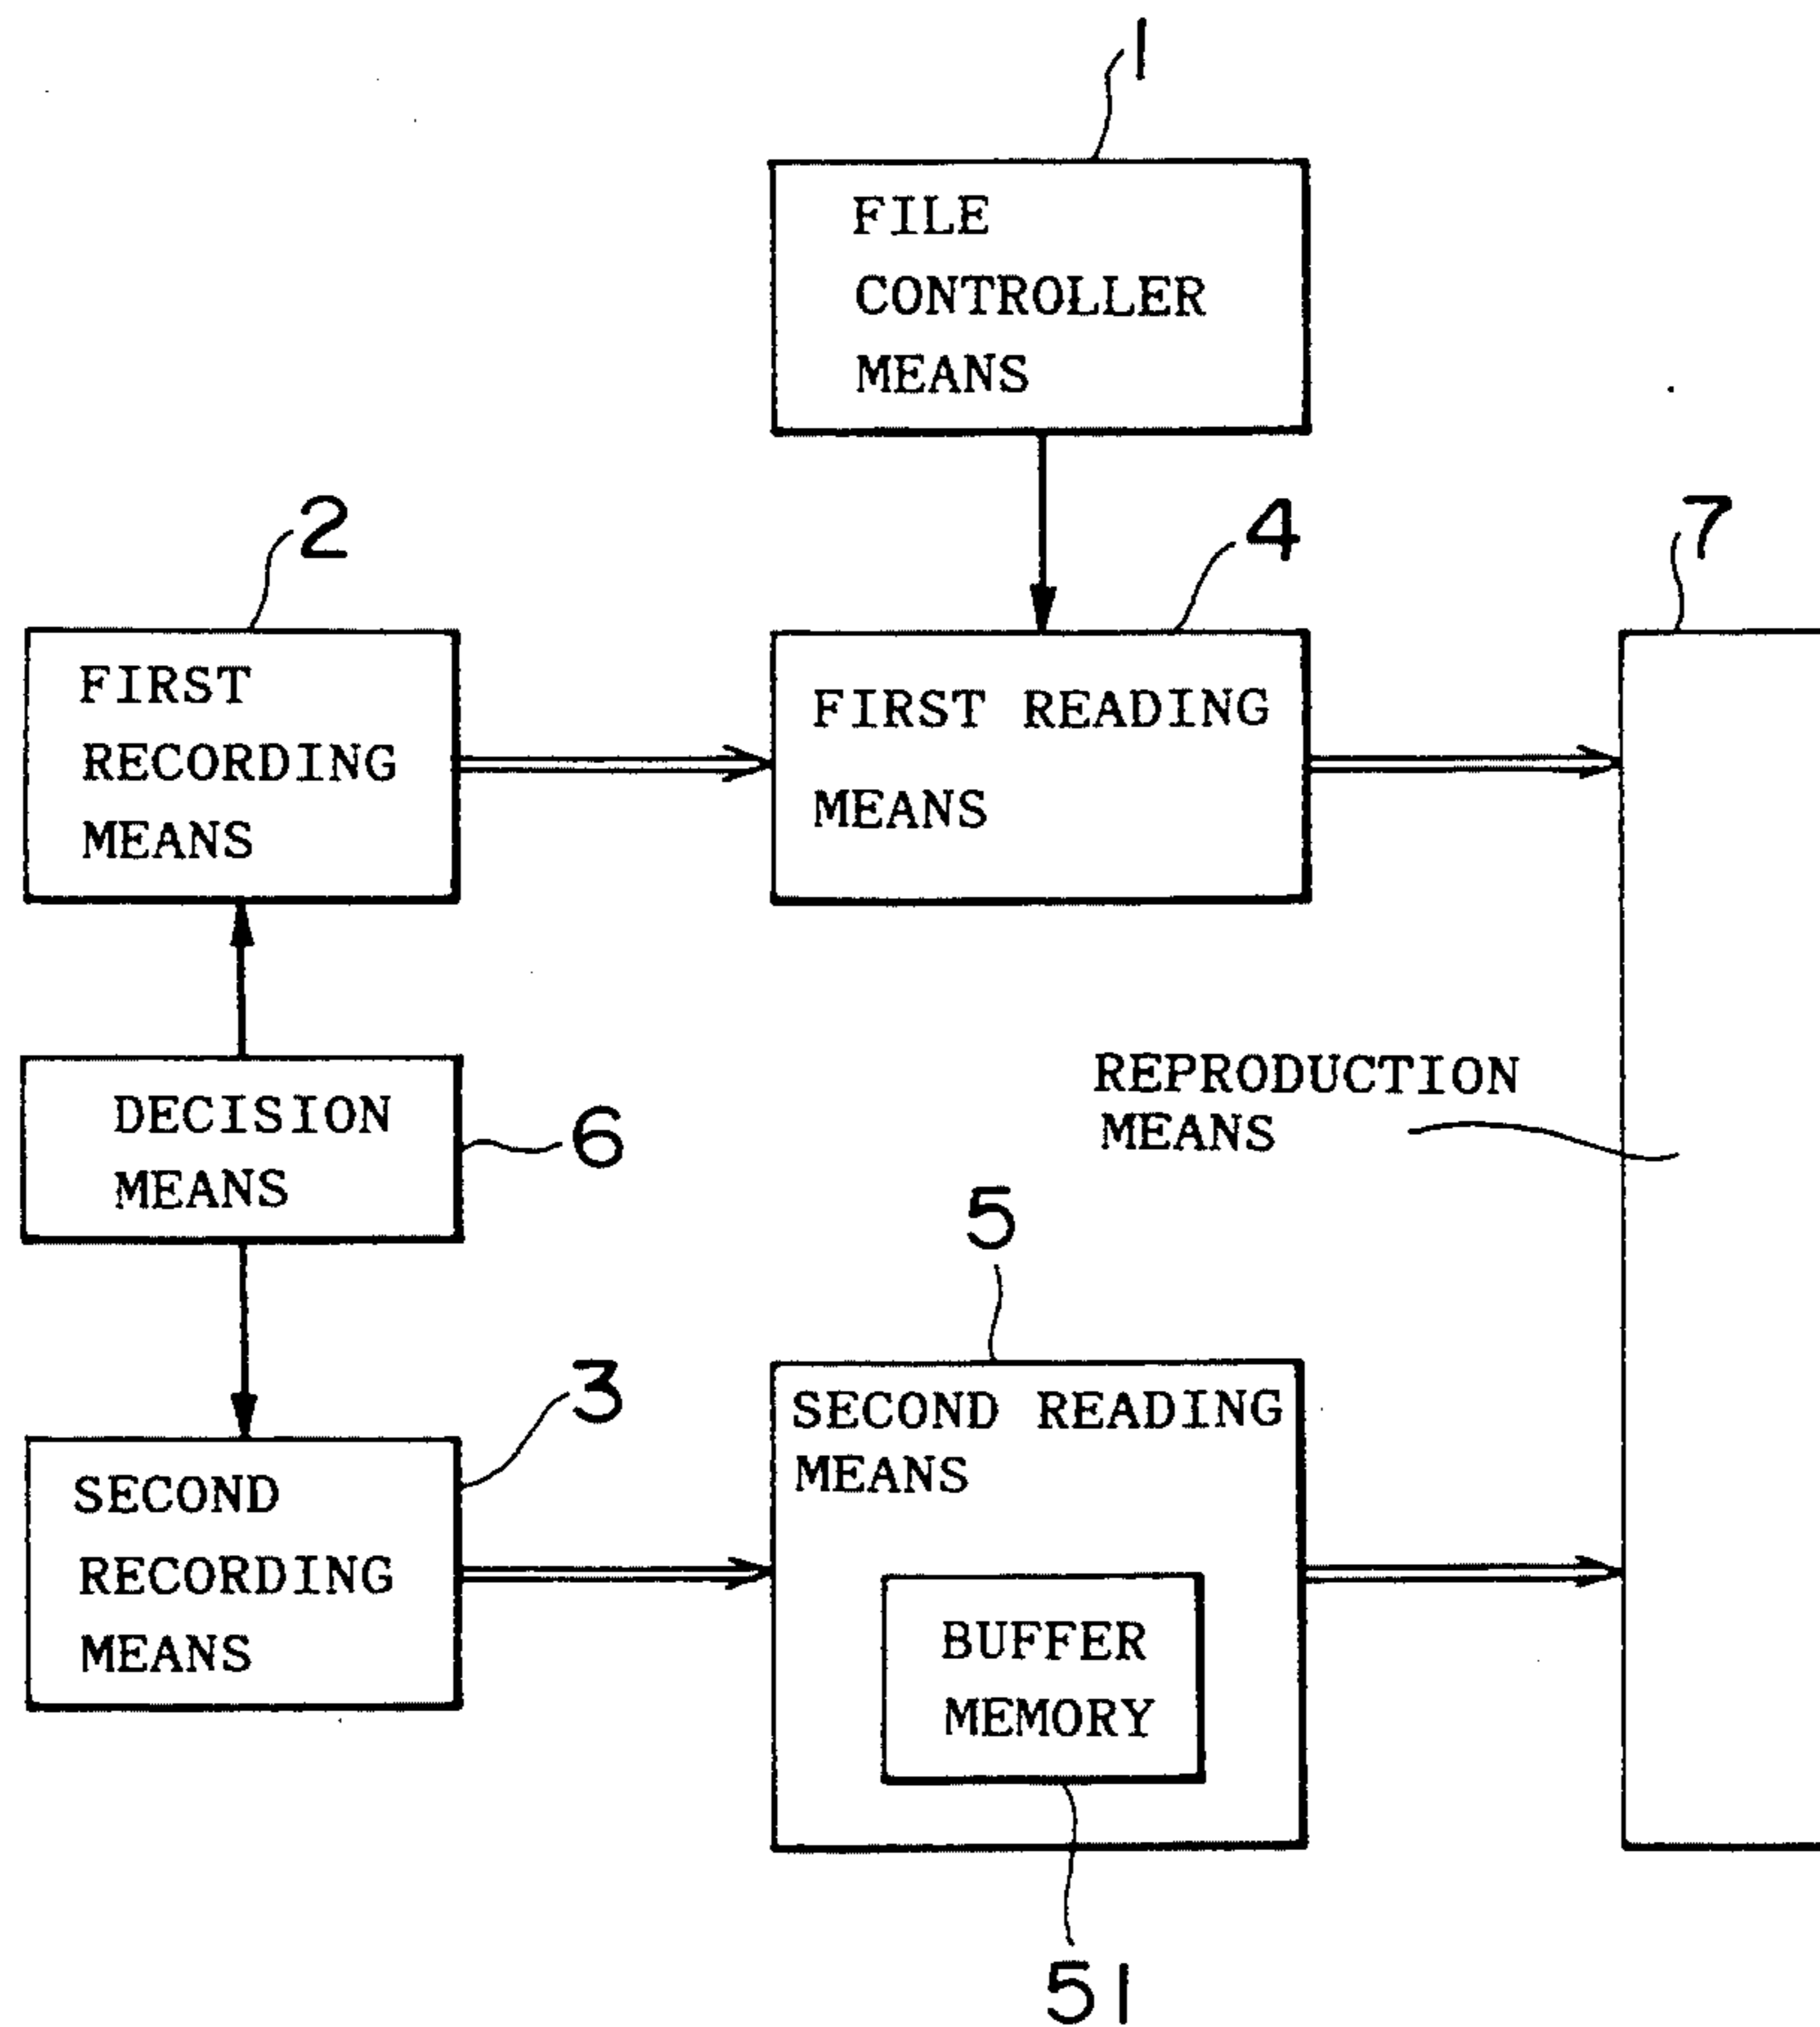 1
FILE
CONTROLLER
MEANS
2
4
7
FIRST
RECORDING
MEANS
FIRST READING
MEANS
DECISION
MEANS
6
REPRODUCTION
MEANS
5
3
SECOND READING
MEANS
SECOND
RECORDING
MEANS
BUFFER
MEMORY
51